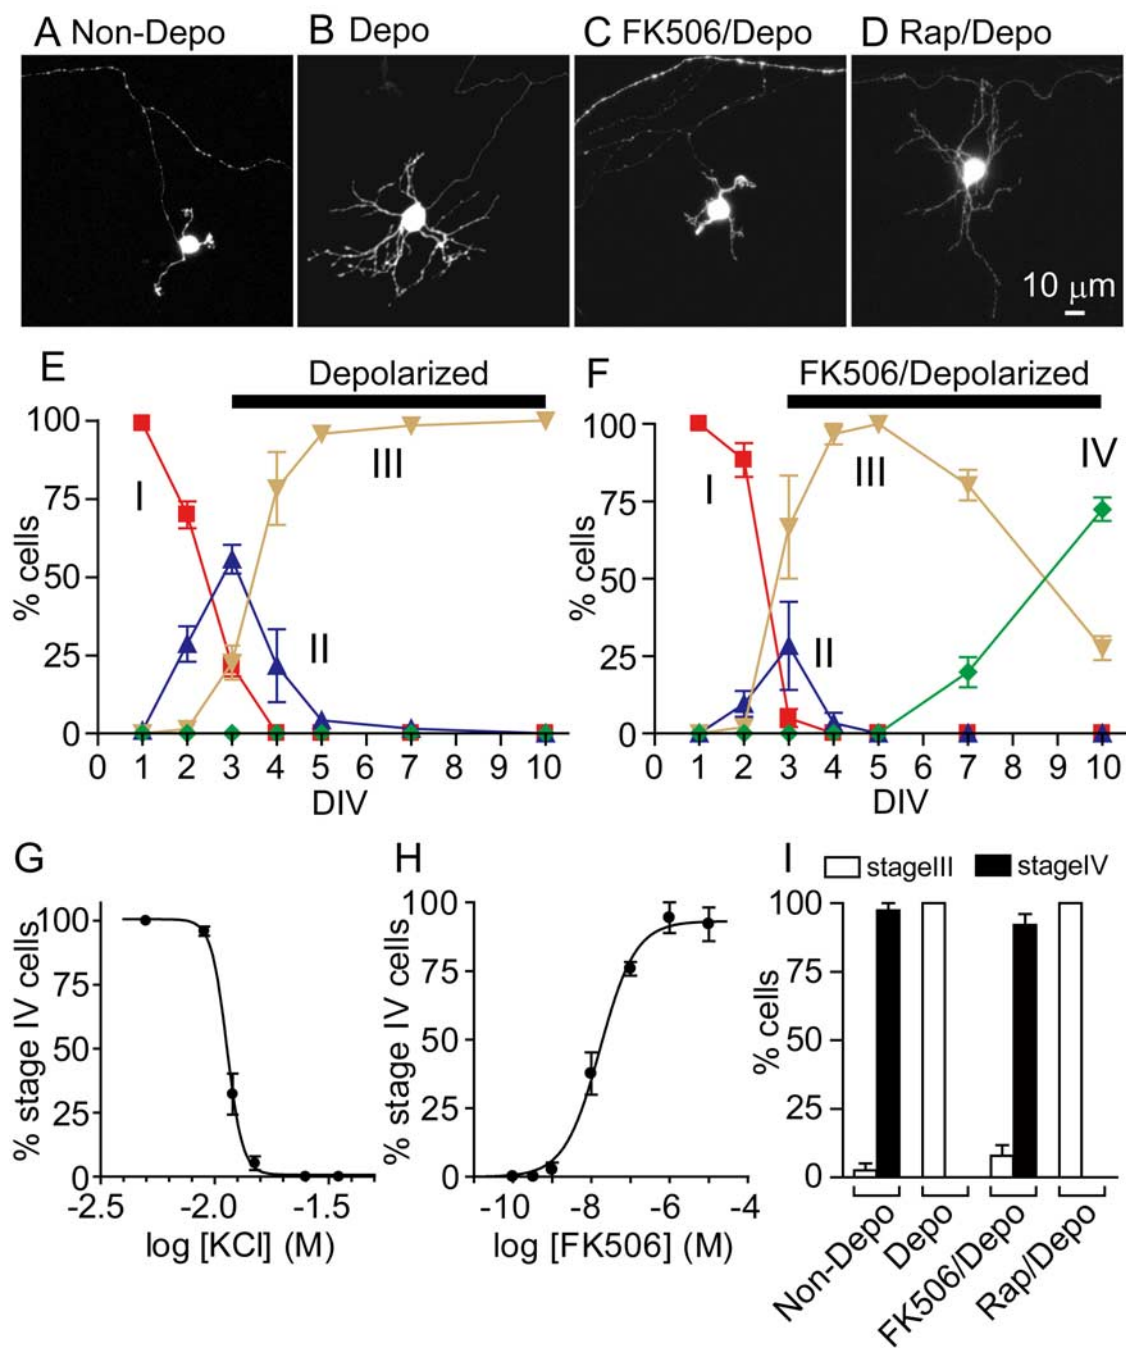 A Non-Depo
B Depo
C FK506/Depo
D Rap/Depo
10 μm
E
Depolarized
100
75
50
25
0
% cells
I
II
III
0 1 2 3 4 5 6 7 8 9 10
DIV
F
FK506/Depolarized
100
75
50
25
0
% cells
I
II
III
IV
0 1 2 3 4 5 6 7 8 9 10
DIV
G
100
75
50
25
0
% stage IV cells
-2.5 -2.0 -1.5
log [KCl] (M)
H
100
75
50
25
0
% stage IV cells
-10 -8 -6 -4
log [FK506] (M)
I
stageIII stageIV
100
75
50
25
0
% cells
Non-Depo
Depo
FK506/Depo
Rap/Depo